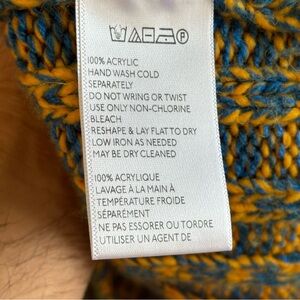 P
100% ACRYLIC
HAND WASH COLD
SEPARATELY
DO NOT WRING OR TWIST
USE ONLY NON-CHLORINE
BLEACH
RESHAPE & LAY FLAT TO DRY
LOW IRON AS NEEDED
MAY BE DRY CLEANED
100% ACRYLIQUE
LAVAGE À LA MAIN À
TEMPÉRATURE FROIDE
SÉPARÉMENT
NE PAS ESSORER OU TORDRE
UTILISER UN AGENT DE